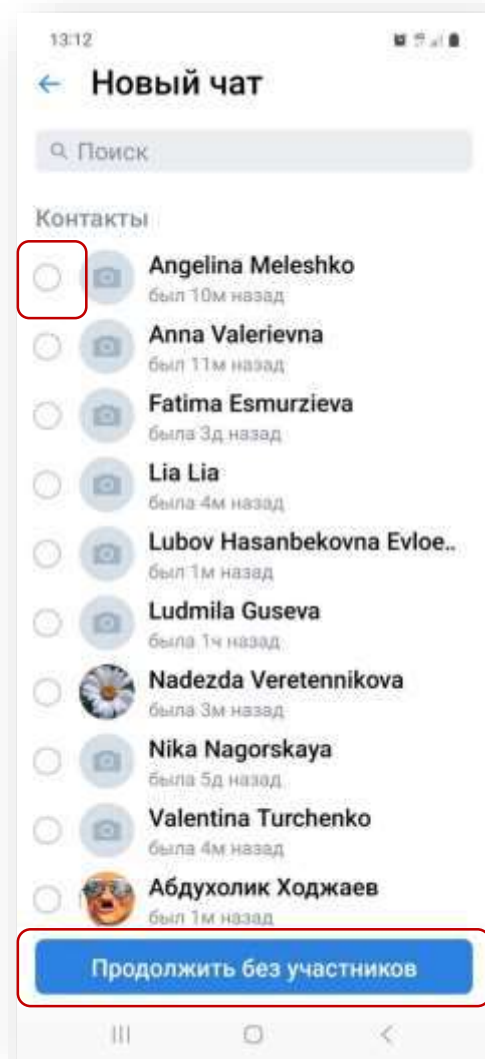 13:12
Новый чат
Поиск
Контакты
Angelina Meleshko
был 10м назад
Anna Valerievna
был 11м назад
Fatima Esmurzieva
была 3д назад
Lia Lia
была 4м назад
Lubov Hasanbekovna Evloe..
был 1м назад
Ludmila Guseva
была 1ч назад
Nadezda Veretennikova
была 3м назад
Nika Nagorskaya
была 5д назад
Valentina Turchenko
была 4м назад
Абдухолик Ходжаев
был 1м назад
Продолжить без участников